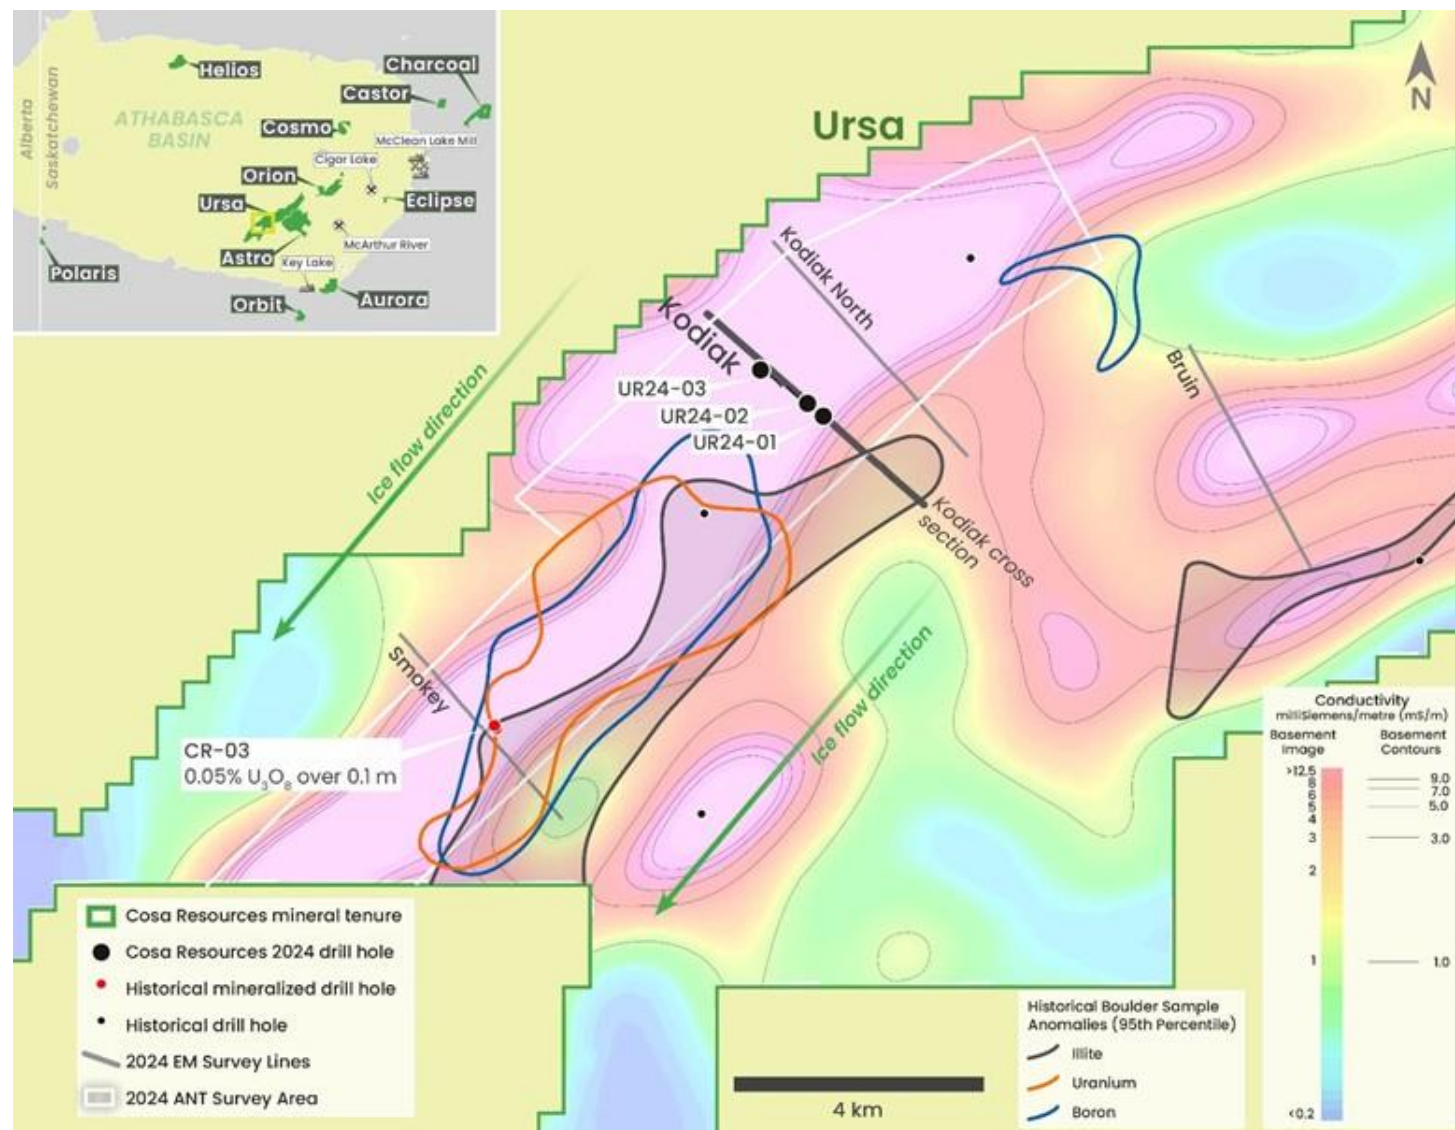 Helios
Charcoal
Castor
ATHABASCA
BASIN
Cosmo
McClean Lake Mill
Cigar Lake
Orion
Ursa
Eclipse
McArthur River
Astro
Key Lake
Polaris
Orbit
Aurora
Alberta
Saskatchewan
Ursa
N
Kodiak North
Kodiak
UR24-03
UR24-02
UR24-01
Bruin
Ice flow direction
Kodiak cross
section
Smokey
Ice flow direction
CR-03
0.05% U₃O₈ over 0.1 m
Conductivity
milliSiemens/metre (mS/m)
Basement
Image
Basement
Contours
>12.5
8
6
5
4
3
2
1
<0.2
9.0
7.0
5.0
3.0
1.0
Cosa Resources mineral tenure
Cosa Resources 2024 drill hole
Historical mineralized drill hole
Historical drill hole
2024 EM Survey Lines
2024 ANT Survey Area
4 km
Historical Boulder Sample
Anomalies (95th Percentile)
Illite
Uranium
Boron